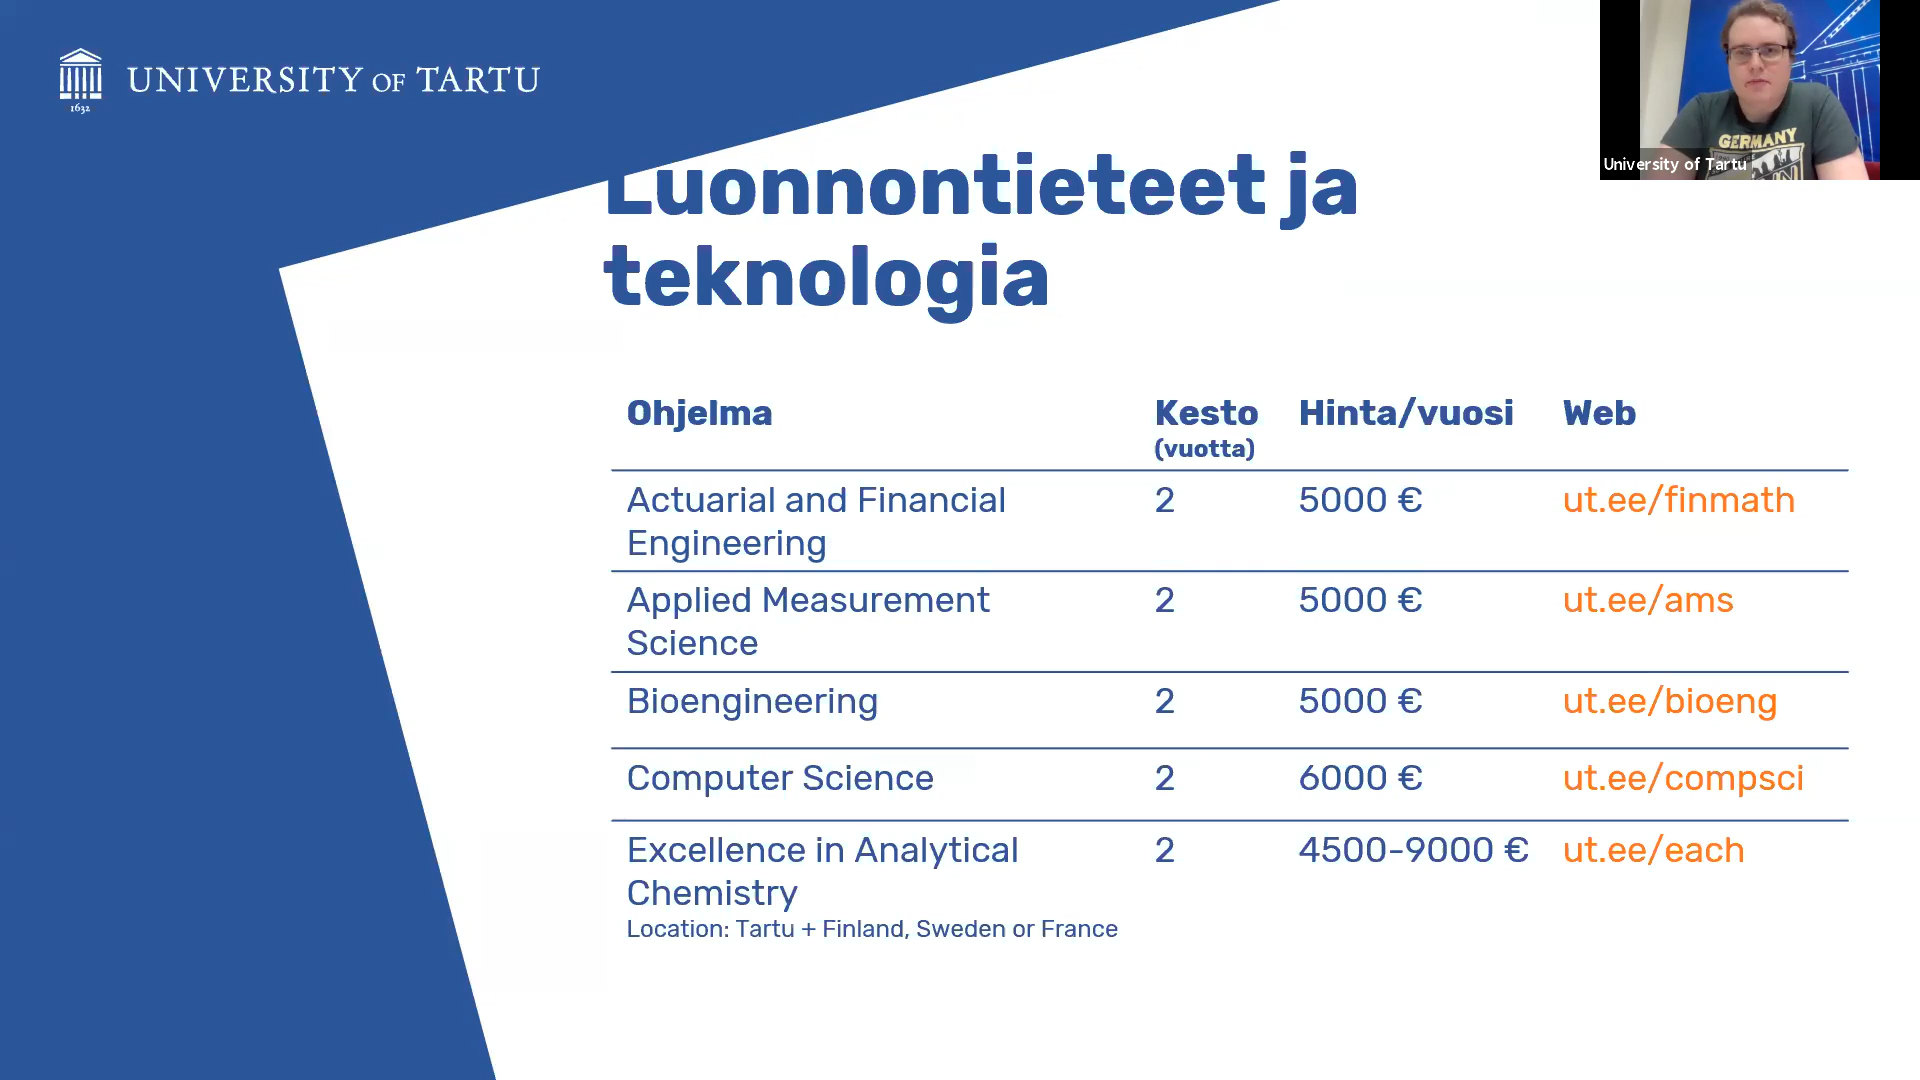 UNIVERSITY OF TARTU
1632
Luonnontieteet ja
teknologia
Ohjelma Kesto Hinta/vuosi Web
(vuotta)
Actuarial and Financial 2 5000 € ut.ee/finmath
Engineering
Applied Measurement 2 5000 € ut.ee/ams
Science
Bioengineering 2 5000 € ut.ee/bioeng
Computer Science 2 6000 € ut.ee/compsci
Excellence in Analytical 2 4500-9000 € ut.ee/each
Chemistry
Location: Tartu + Finland, Sweden or France
GERMANY
University of Tartu